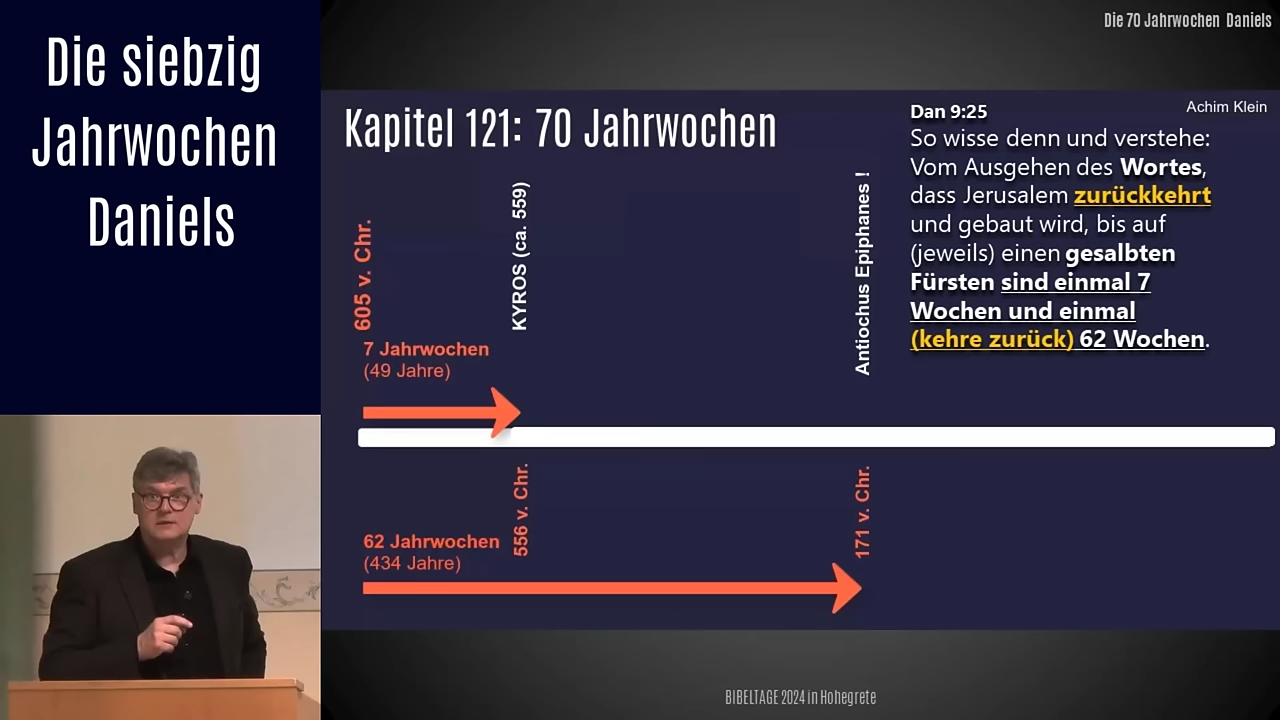 Die siebzig
Jahrwochen
Daniels
Die 70 Jahrwochen Daniels
Kapitel 121: 70 Jahrwochen
Achim Klein
Dan 9:25
So wisse denn und verstehe:
Vom Ausgehen des Wortes,
dass Jerusalem zurückkehrt
und gebaut wird, bis auf
(jeweils) einen gesalbten
Fürsten sind einmal 7
Wochen und einmal
(kehre zurück) 62 Wochen.
605 v. Chr.
KYROS (ca. 559)
Antiochus Epiphanes !
7 Jahrwochen
(49 Jahre)
556 v. Chr.
171 v. Chr.
62 Jahrwochen
(434 Jahre)
BIBELTAGE 2024 in Hohegrete